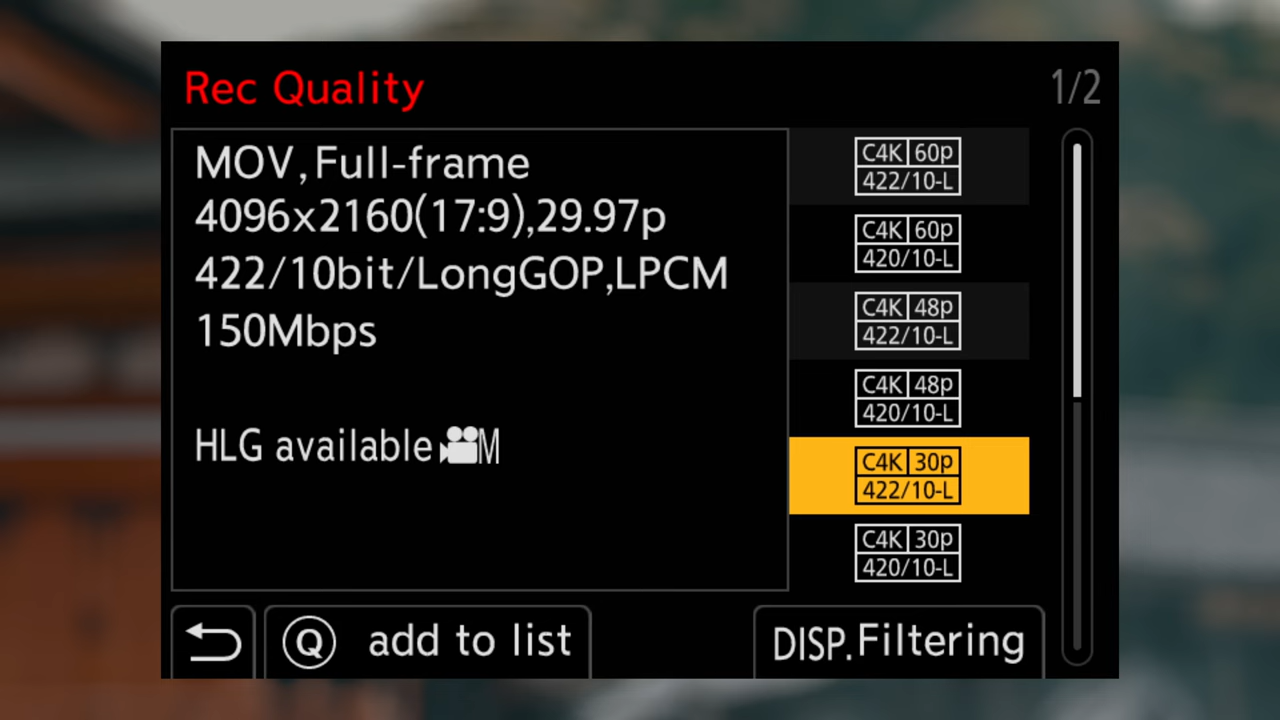 Rec Quality
1/2
MOV,Full-frame
4096x2160(17:9),29.97p
422/10bit/LongGOP,LPCM
150Mbps
HLG available M
C4K 60p
422/10-L
C4K 60p
420/10-L
C4K 48p
422/10-L
C4K 48p
420/10-L
C4K 30p
422/10-L
C4K 30p
420/10-L
Q add to list
DISP.Filtering